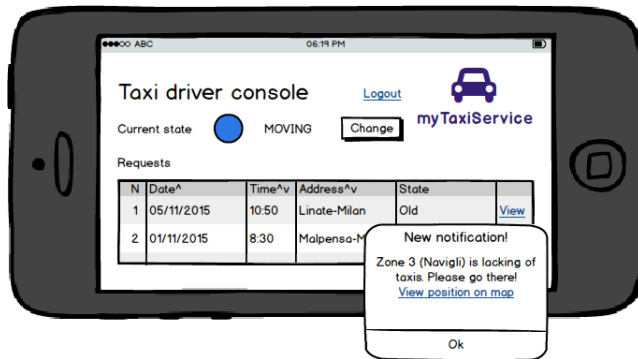 ABC 06:19 PM
Taxi driver console
Logout
myTaxiService
Current state MOVING Change
Requests
N Date^ Time^v Address^v State
1 05/11/2015 10:50 Linate-Milan Old View
2 01/11/2015 8:30 Malpensa-M
New notification!
Zone 3 (Navigli) is lacking of
taxis. Please go there!
View position on map
Ok